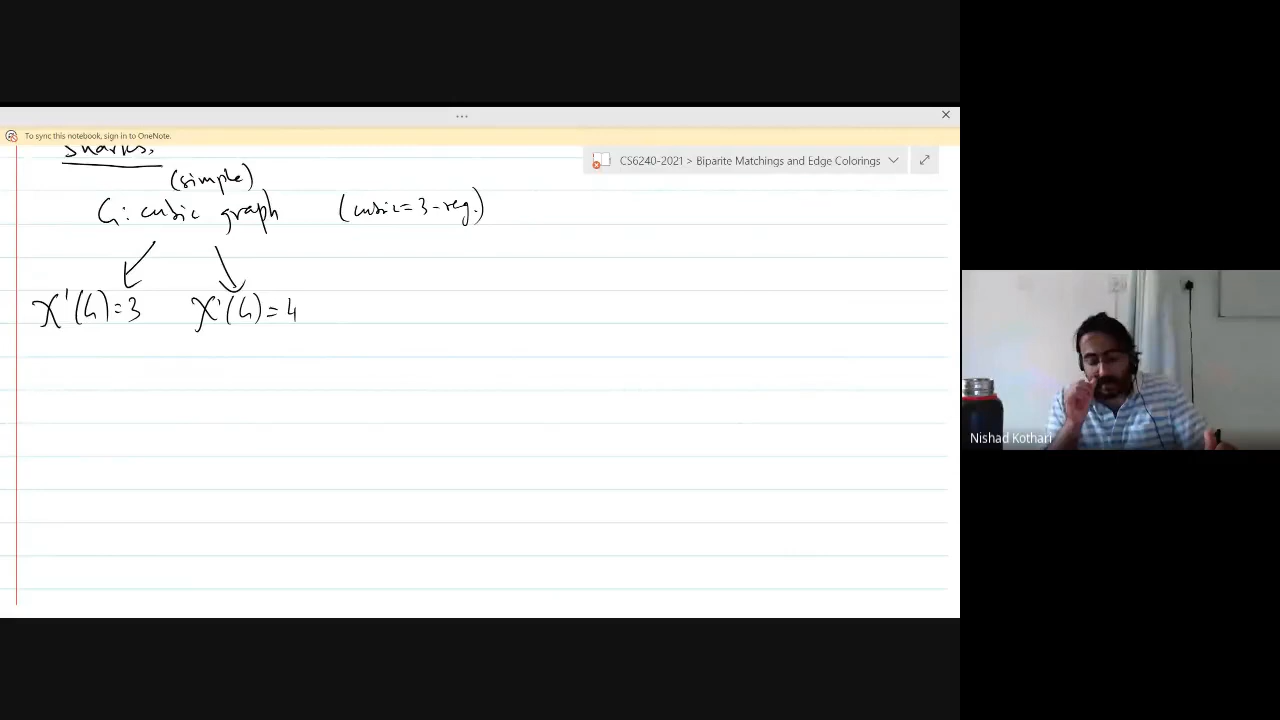 ...
To sync this notebook, sign in to OneNote.
CS6240-2021 > Biparite Matchings and Edge Colorings
(simple)
G: cubic graph (cubic = 3-reg.)
χ'(G)=3 χ'(G)=4
Nishad Kothari